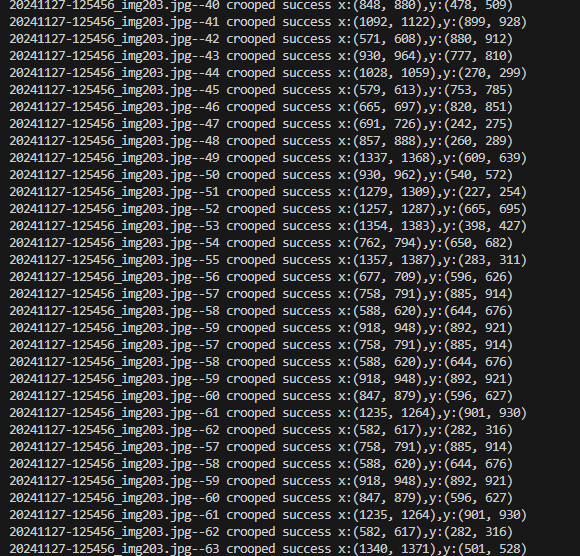 20241127-125456_img203.jpg--40 crooped success x:(848, 880),y:(478, 509)
20241127-125456_img203.jpg--41 crooped success x:(1092, 1122),y:(899, 928)
20241127-125456_img203.jpg--42 crooped success x:(571, 608),y:(880, 912)
20241127-125456_img203.jpg--43 crooped success x:(930, 964),y:(777, 810)
20241127-125456_img203.jpg--44 crooped success x:(1028, 1059),y:(270, 299)
20241127-125456_img203.jpg--45 crooped success x:(579, 613),y:(753, 785)
20241127-125456_img203.jpg--46 crooped success x:(665, 697),y:(820, 851)
20241127-125456_img203.jpg--47 crooped success x:(691, 726),y:(242, 275)
20241127-125456_img203.jpg--48 crooped success x:(857, 888),y:(260, 289)
20241127-125456_img203.jpg--49 crooped success x:(1337, 1368),y:(609, 639)
20241127-125456_img203.jpg--50 crooped success x:(930, 962),y:(540, 572)
20241127-125456_img203.jpg--51 crooped success x:(1279, 1309),y:(227, 254)
20241127-125456_img203.jpg--52 crooped success x:(1257, 1287),y:(665, 695)
20241127-125456_img203.jpg--53 crooped success x:(1354, 1383),y:(398, 427)
20241127-125456_img203.jpg--54 crooped success x:(762, 794),y:(650, 682)
20241127-125456_img203.jpg--55 crooped success x:(1357, 1387),y:(283, 311)
20241127-125456_img203.jpg--56 crooped success x:(677, 709),y:(596, 626)
20241127-125456_img203.jpg--57 crooped success x:(758, 791),y:(885, 914)
20241127-125456_img203.jpg--58 crooped success x:(588, 620),y:(644, 676)
20241127-125456_img203.jpg--59 crooped success x:(918, 948),y:(892, 921)
20241127-125456_img203.jpg--57 crooped success x:(758, 791),y:(885, 914)
20241127-125456_img203.jpg--58 crooped success x:(588, 620),y:(644, 676)
20241127-125456_img203.jpg--59 crooped success x:(918, 948),y:(892, 921)
20241127-125456_img203.jpg--60 crooped success x:(847, 879),y:(596, 627)
20241127-125456_img203.jpg--61 crooped success x:(1235, 1264),y:(901, 930)
20241127-125456_img203.jpg--62 crooped success x:(582, 617),y:(282, 316)
20241127-125456_img203.jpg--57 crooped success x:(758, 791),y:(885, 914)
20241127-125456_img203.jpg--58 crooped success x:(588, 620),y:(644, 676)
20241127-125456_img203.jpg--59 crooped success x:(918, 948),y:(892, 921)
20241127-125456_img203.jpg--60 crooped success x:(847, 879),y:(596, 627)
20241127-125456_img203.jpg--61 crooped success x:(1235, 1264),y:(901, 930)
20241127-125456_img203.jpg--62 crooped success x:(582, 617),y:(282, 316)
20241127-125456_img203.jpg--63 crooped success x:(1340, 1371),y:(501, 528)